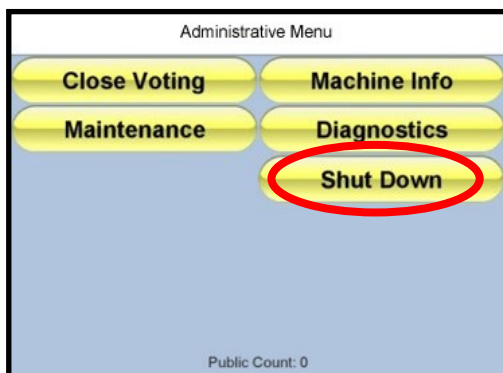 Administrative Menu
Close Voting
Machine Info
Maintenance
Diagnostics
Shut Down
Public Count: 0